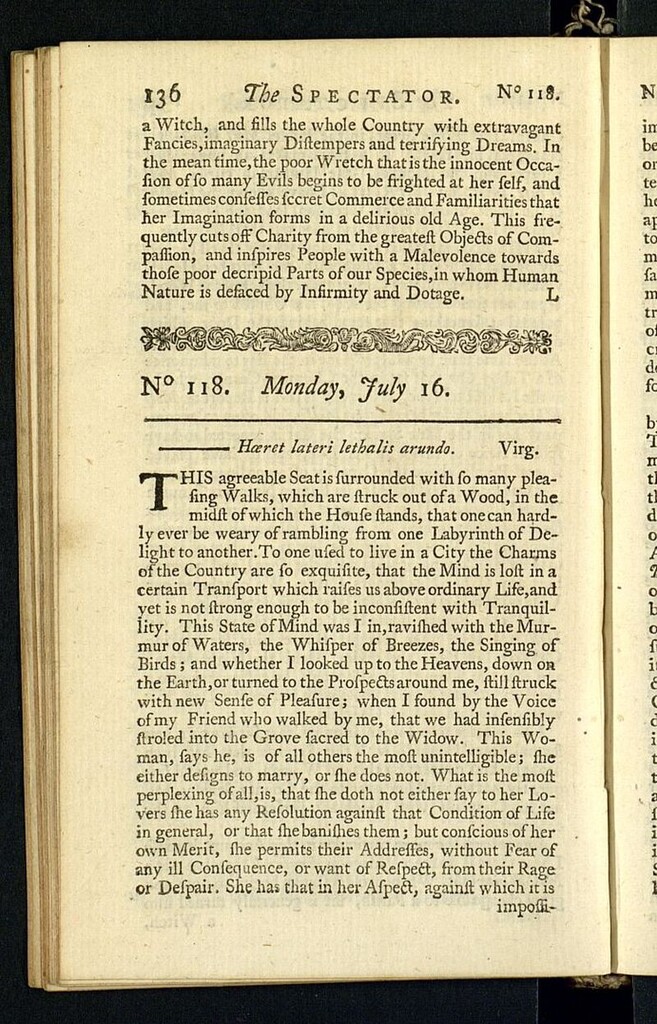 136 The SPECTATOR. Nº 118.
a Witch, and fills the whole Country with extravagant
Fancies,imaginary Diſtempers and terrifying Dreams. In
the mean time, the poor Wretch that is the innocent Occa-
ſion of ſo many Evils begins to be frighted at her ſelf, and
ſometimes confeſſes ſecret Commerce and Familiarities that
her Imagination forms in a delirious old Age. This fre-
quently cuts off Charity from the greateſt Objects of Com-
paſſion, and inſpires People with a Malevolence towards
thoſe poor decripid Parts of our Species,in whom Human
Nature is defaced by Infirmity and Dotage. L
Nº 118. Monday, July 16.
Hæret lateri lethalis arundo. Virg.
THIS agreeable Seat is ſurrounded with ſo many plea-
ſing Walks, which are ſtruck out of a Wood, in the
midſt of which the Houſe ſtands, that one can hard-
ly ever be weary of rambling from one Labyrinth of De-
light to another.To one uſed to live in a City the Charms
of the Country are ſo exquiſite, that the Mind is loſt in a
certain Tranſport which raiſes us above ordinary Life,and
yet is not ſtrong enough to be inconſiſtent with Tranquil-
lity. This State of Mind was I in,raviſhed with the Mur-
mur of Waters, the Whiſper of Breezes, the Singing of
Birds; and whether I looked up to the Heavens, down on
the Earth,or turned to the Proſpects around me, ſtill ſtruck
with new Senſe of Pleaſure; when I found by the Voice
of my Friend who walked by me, that we had inſenſibly
ſtroled into the Grove ſacred to the Widow. This Wo-
man, ſays he, is of all others the moſt unintelligible; ſhe
either deſigns to marry, or ſhe does not. What is the moſt
perplexing of all,is, that ſhe doth not either ſay to her Lo-
vers ſhe has any Reſolution againſt that Condition of Life
in general, or that ſhe baniſhes them; but conſcious of her
own Merit, ſhe permits their Addreſſes, without Fear of
any ill Conſequence, or want of Reſpect, from their Rage
or Deſpair. She has that in her Aſpect, againſt which it is
impoſſi-